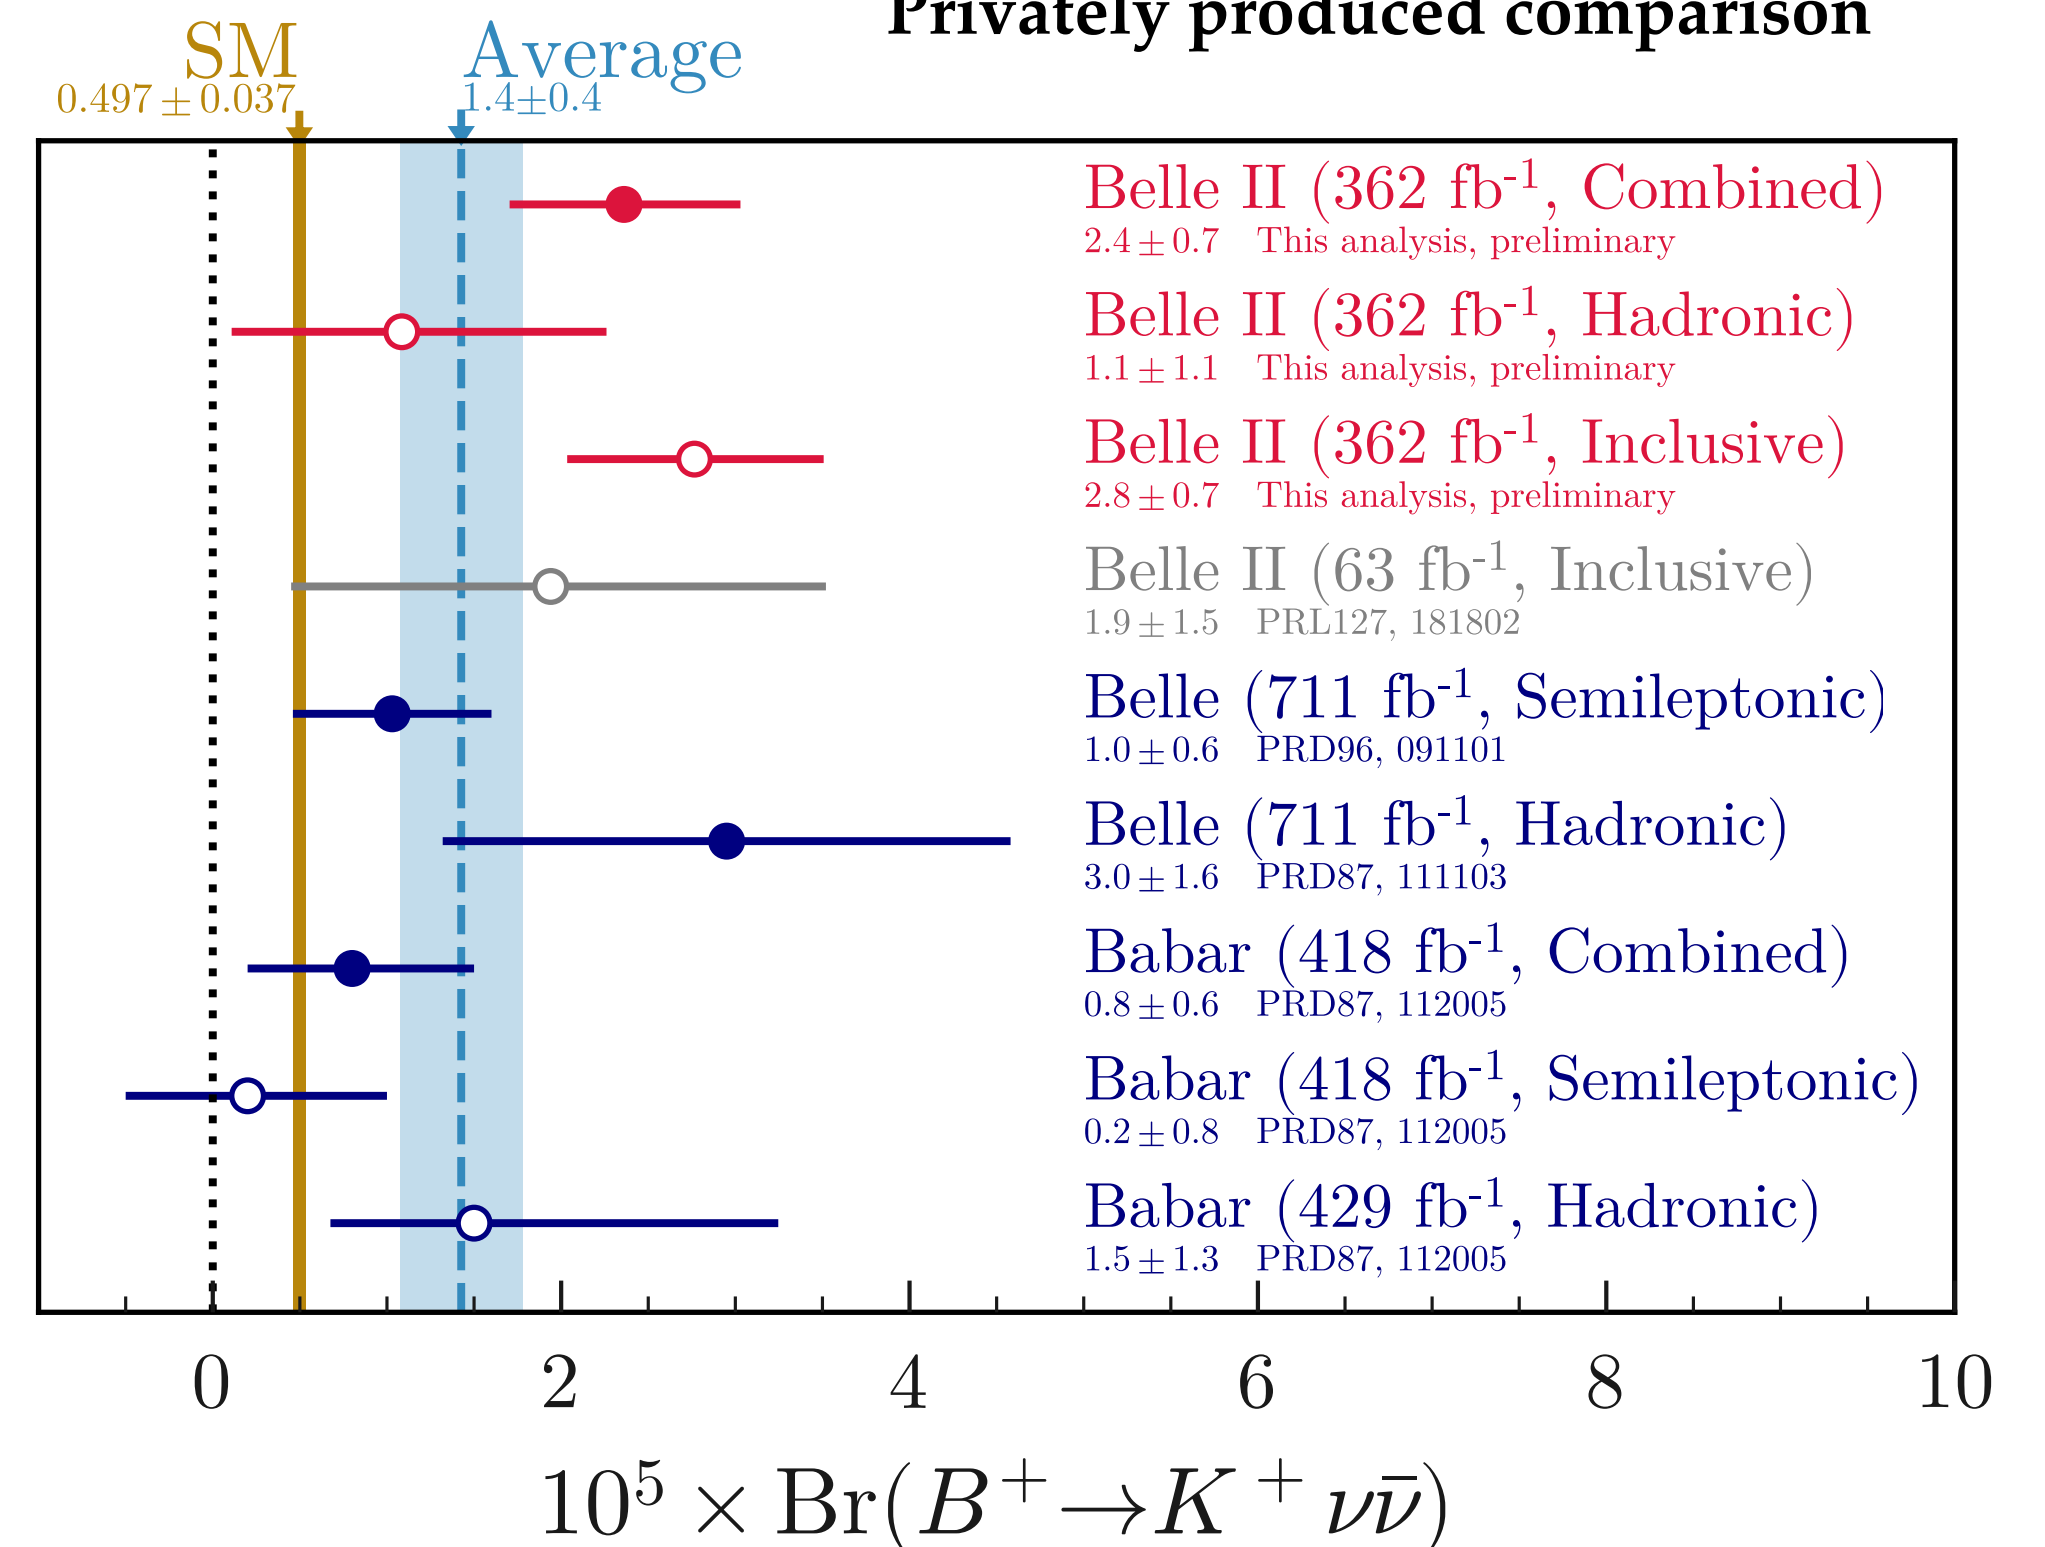 Privately produced comparison
SM
0.497 ± 0.037
Average
1.4±0.4
Belle II (362 fb⁻¹, Combined)
2.4 ± 0.7 This analysis, preliminary
Belle II (362 fb⁻¹, Hadronic)
1.1 ± 1.1 This analysis, preliminary
Belle II (362 fb⁻¹, Inclusive)
2.8 ± 0.7 This analysis, preliminary
Belle II (63 fb⁻¹, Inclusive)
1.9 ± 1.5 PRL127, 181802
Belle (711 fb⁻¹, Semileptonic)
1.0 ± 0.6 PRD96, 091101
Belle (711 fb⁻¹, Hadronic)
3.0 ± 1.6 PRD87, 111103
Babar (418 fb⁻¹, Combined)
0.8 ± 0.6 PRD87, 112005
Babar (418 fb⁻¹, Semileptonic)
0.2 ± 0.8 PRD87, 112005
Babar (429 fb⁻¹, Hadronic)
1.5 ± 1.3 PRD87, 112005
0 2 4 6 8 10
10⁵ × Br(B⁺→K⁺νν̄)